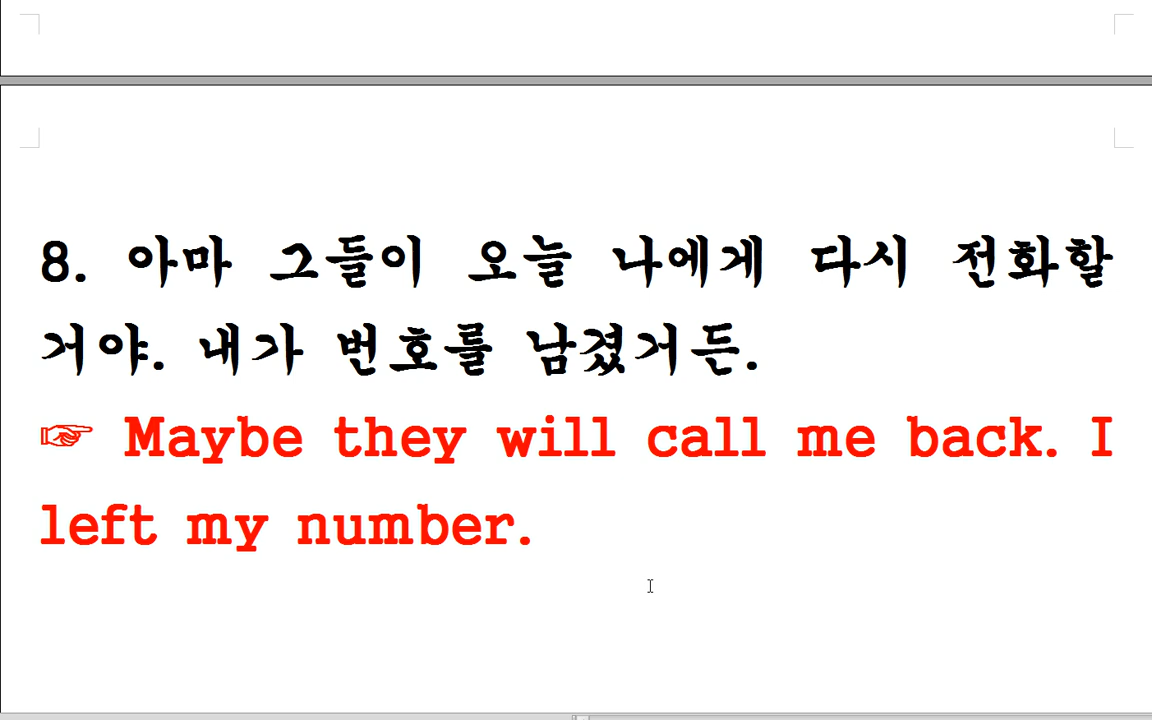 8. 아마 그들이 오늘 나에게 다시 전화할
거야. 내가 번호를 남겼거든.
☞ Maybe they will call me back. I
left my number.